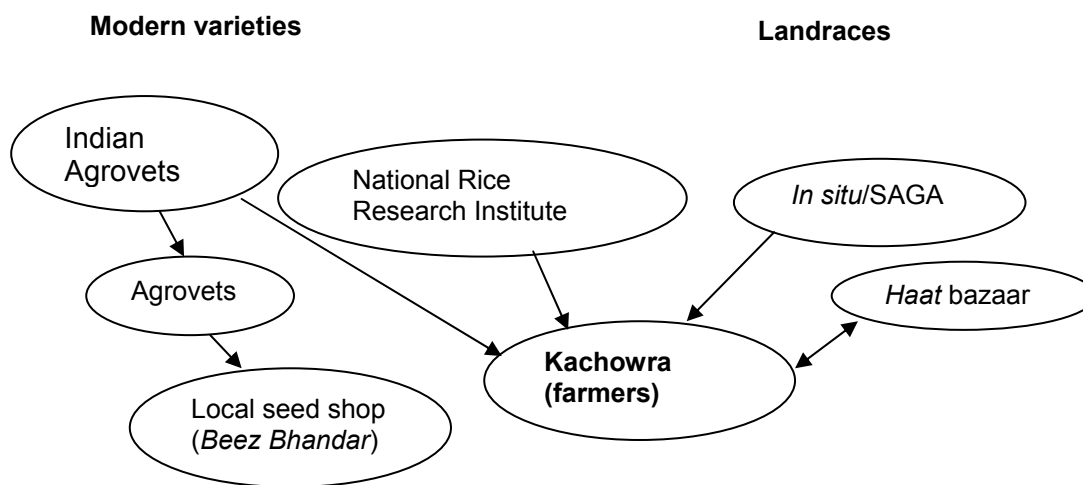 Modern varieties
Landraces
Indian
Agrovets
National Rice
Research Institute
In situ/SAGA
Agrovets
Haat bazaar
Kachowra
(farmers)
Local seed shop
(Beez Bhandar)